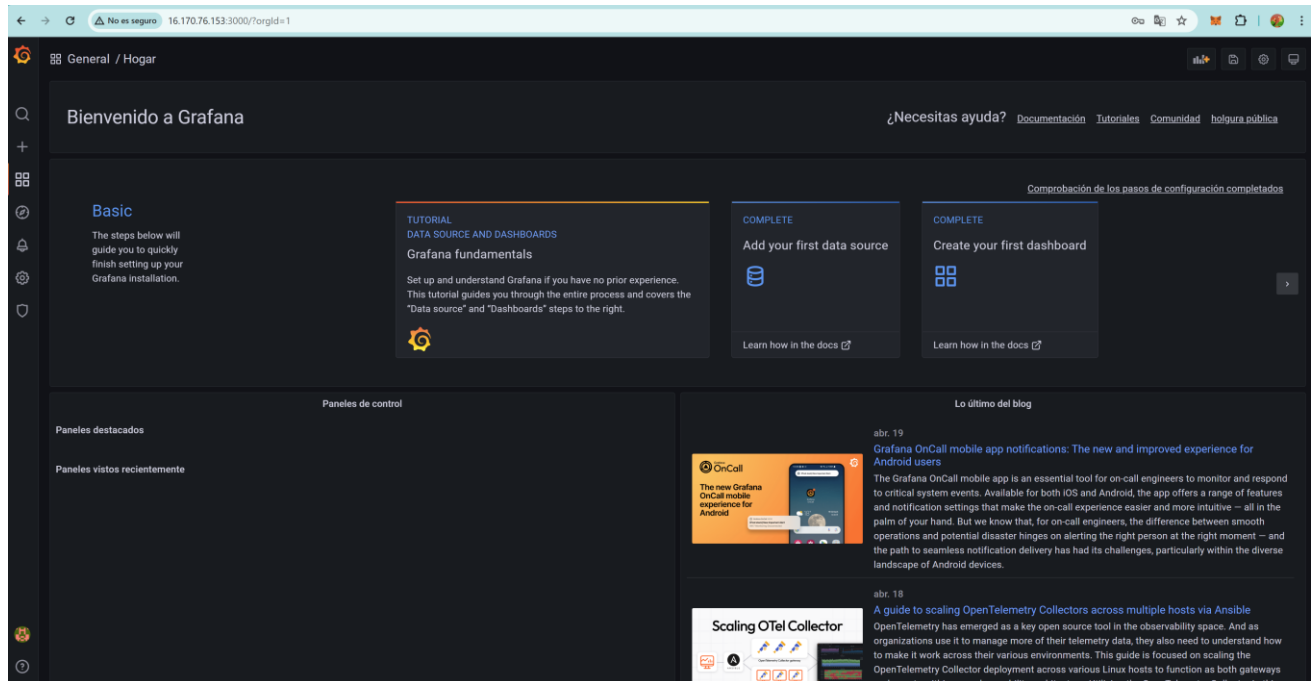 No es seguro 16.170.76.153:3000/?orgId=1
General / Hogar
Bienvenido a Grafana
¿Necesitas ayuda? Documentación Tutoriales Comunidad holgura pública
Comprobación de los pasos de configuración completados
Basic
The steps below will
guide you to quickly
finish setting up your
Grafana installation.
TUTORIAL
DATA SOURCE AND DASHBOARDS
Grafana fundamentals
Set up and understand Grafana if you have no prior experience.
This tutorial guides you through the entire process and covers the
"Data source" and "Dashboards" steps to the right.
COMPLETE
Add your first data source
Learn how in the docs
COMPLETE
Create your first dashboard
Learn how in the docs
Paneles de control
Paneles destacados
Paneles vistos recientemente
Lo último del blog
abr. 19
Grafana OnCall mobile app notifications: The new and improved experience for
Android users
The Grafana OnCall mobile app is an essential tool for on-call engineers to monitor and respond
to critical system events. Available for both iOS and Android, the app offers a range of features
and notification settings that make the on-call experience easier and more intuitive — all in the
palm of your hand. But we know that, for on-call engineers, the difference between smooth
operations and potential disaster hinges on alerting the right person at the right moment — and
the path to seamless notification delivery has had its challenges, particularly within the diverse
landscape of Android devices.
OnCall
The new Grafana
OnCall mobile
experience for
Android
abr. 18
A guide to scaling OpenTelemetry Collectors across multiple hosts via Ansible
OpenTelemetry has emerged as a key open source tool in the observability space. And as
organizations use it to manage more of their telemetry data, they also need to understand how
to make it work across their various environments. This guide is focused on scaling the
OpenTelemetry Collector deployment across various Linux hosts to function as both gateways
Scaling OTel Collector